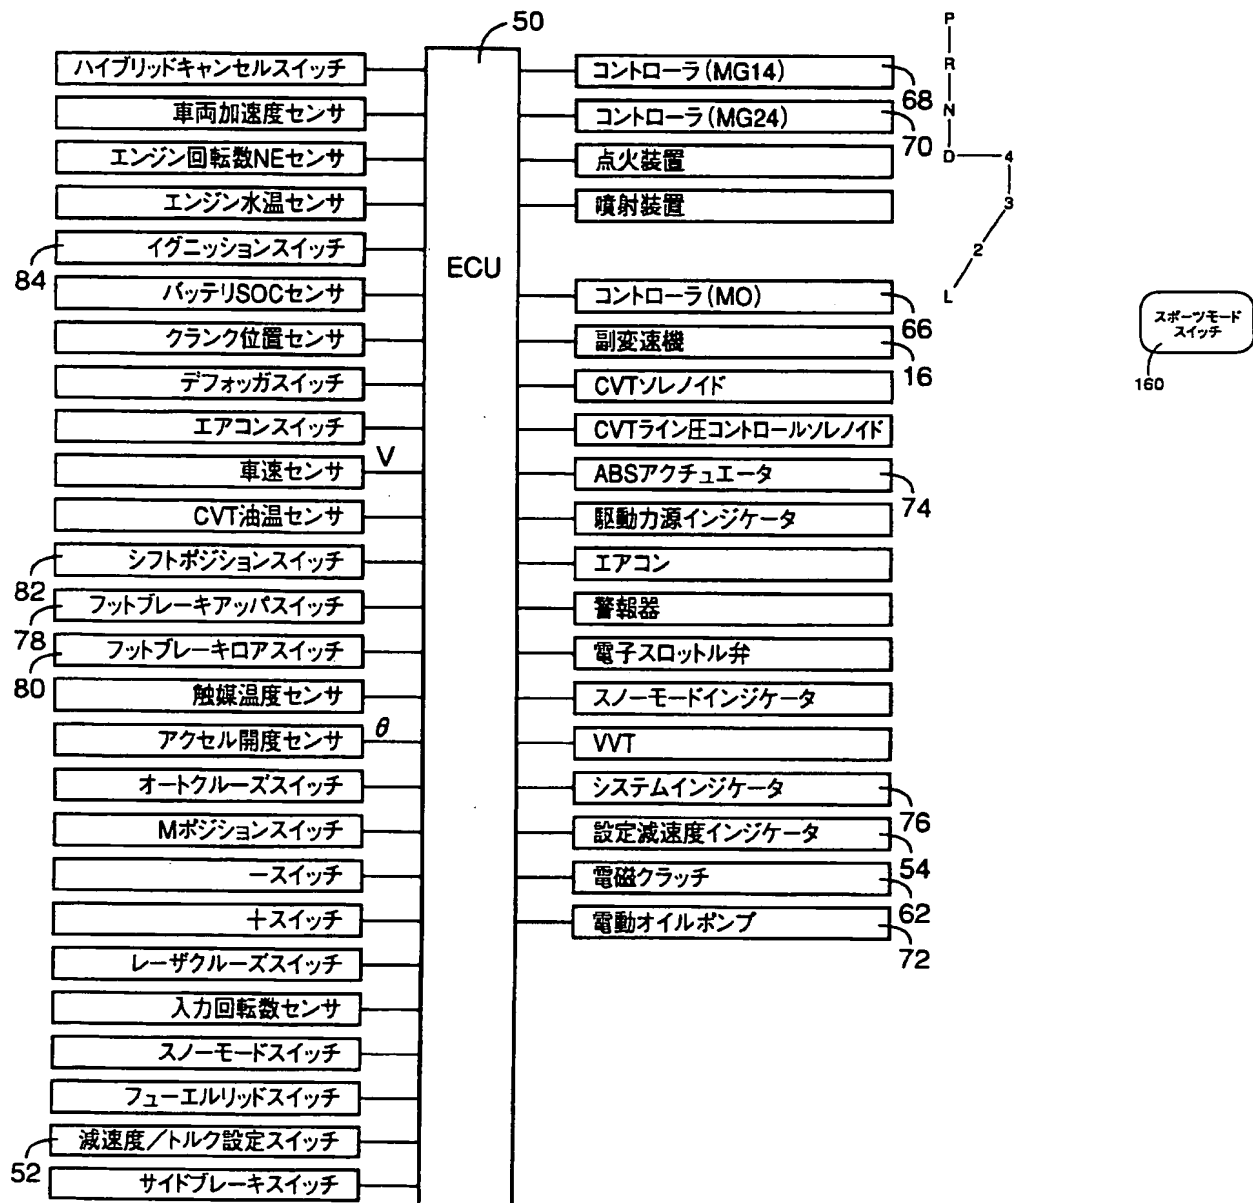 50
ECU
ハイブリッドキャンセルスイッチ
車両加速度センサ
エンジン回転数NEセンサ
エンジン水温センサ
イグニッションスイッチ
84
バッテリSOCセンサ
クランク位置センサ
デフォッガスイッチ
エアコンスイッチ
車速センサ
V
CVT油温センサ
シフトポジションスイッチ
82
フットブレーキアッパスイッチ
78
フットブレーキロアスイッチ
80
触媒温度センサ
アクセル開度センサ
θ
オートクルーズスイッチ
Mポジションスイッチ
−スイッチ
+スイッチ
レーザクルーズスイッチ
入力回転数センサ
スノーモードスイッチ
フューエルリッドスイッチ
減速度/トルク設定スイッチ
52
サイドブレーキスイッチ
コントローラ(MG14)
68
コントローラ(MG24)
70
点火装置
噴射装置
コントローラ(MO)
66
副変速機
16
CVTソレノイド
CVTライン圧コントロールソレノイド
ABSアクチュエータ
74
駆動力源インジケータ
エアコン
警報器
電子スロットル弁
スノーモードインジケータ
VVT
システムインジケータ
76
設定減速度インジケータ
54
電磁クラッチ
62
電動オイルポンプ
72
P
R
N
D
4
3
2
L
スポーツモード
スイッチ
160